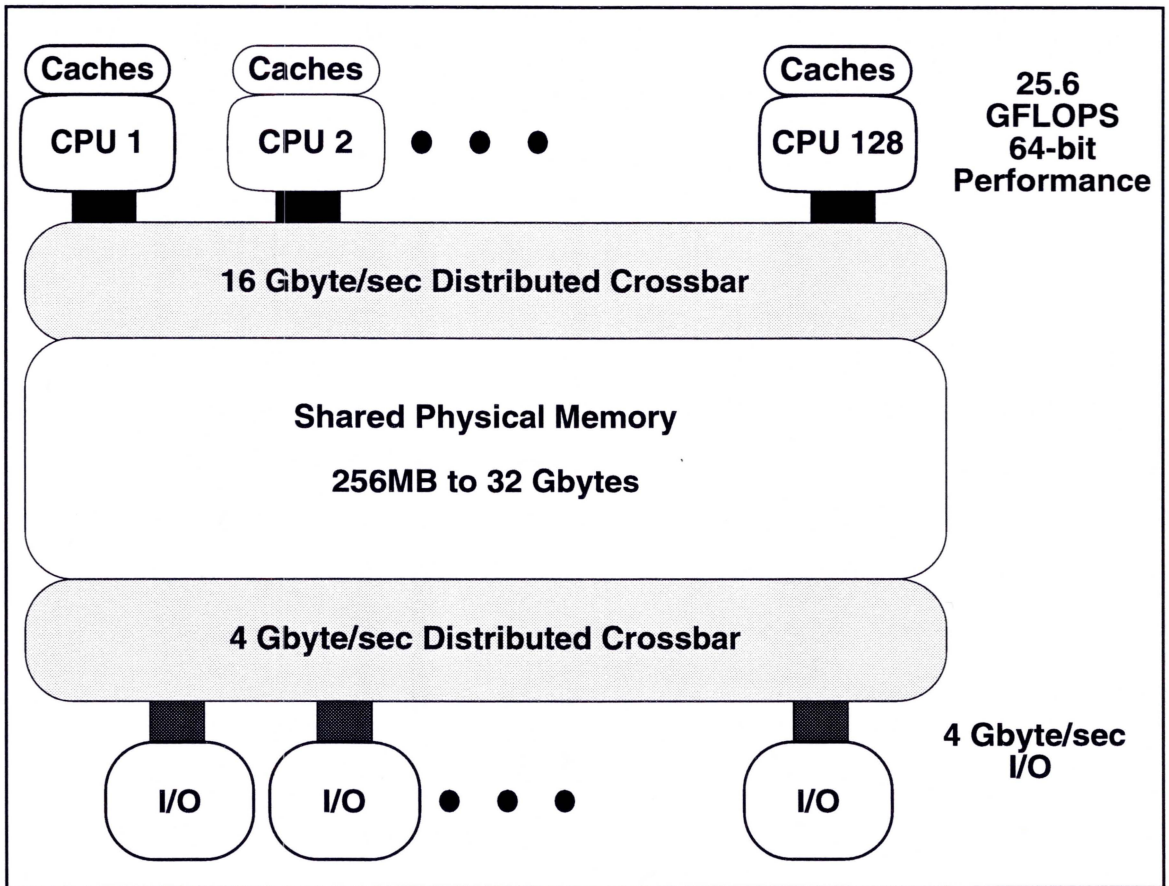 Caches
Caches
Caches
CPU 1
CPU 2
CPU 128
25.6
GFLOPS
64-bit
Performance
16 Gbyte/sec Distributed Crossbar
Shared Physical Memory
256MB to 32 Gbytes
4 Gbyte/sec Distributed Crossbar
4 Gbyte/sec
I/O
I/O
I/O
I/O